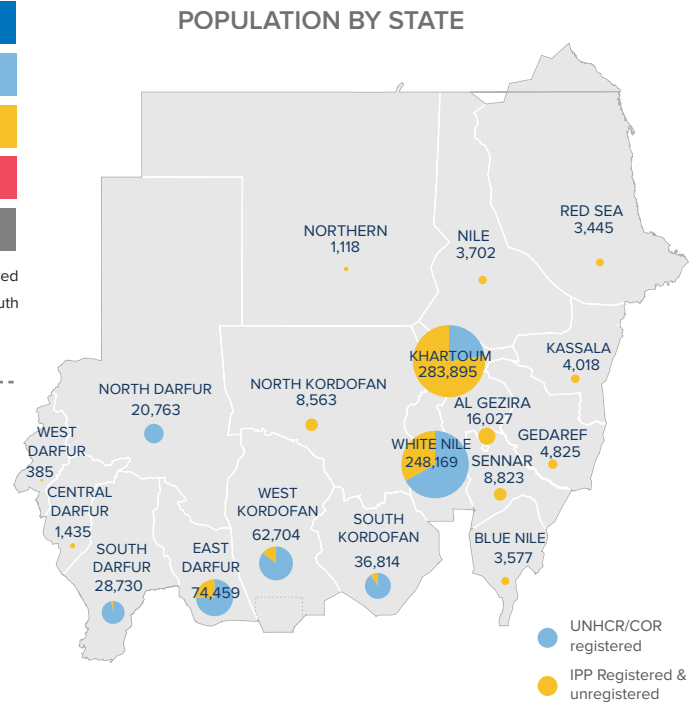 POPULATION BY STATE
RED SEA
3,445
NORTHERN
1,118
NILE
3,702
ed
uth
KHARTOUM
283,895
KASSALA
4,018
NORTH DARFUR
20,763
NORTH KORDOFAN
8,563
AL GEZIRA
16,027
WEST
DARFUR
385
WHITE NILE
248,169
GEDAREF
4,825
SENNAR
8,823
CENTRAL
DARFUR
1,435
WEST
KORDOFAN
62,704
SOUTH
KORDOFAN
36,814
SOUTH
DARFUR
28,730
EAST
DARFUR
74,459
BLUE NILE
3,577
UNHCR/COR
registered
IPP Registered &
unregistered